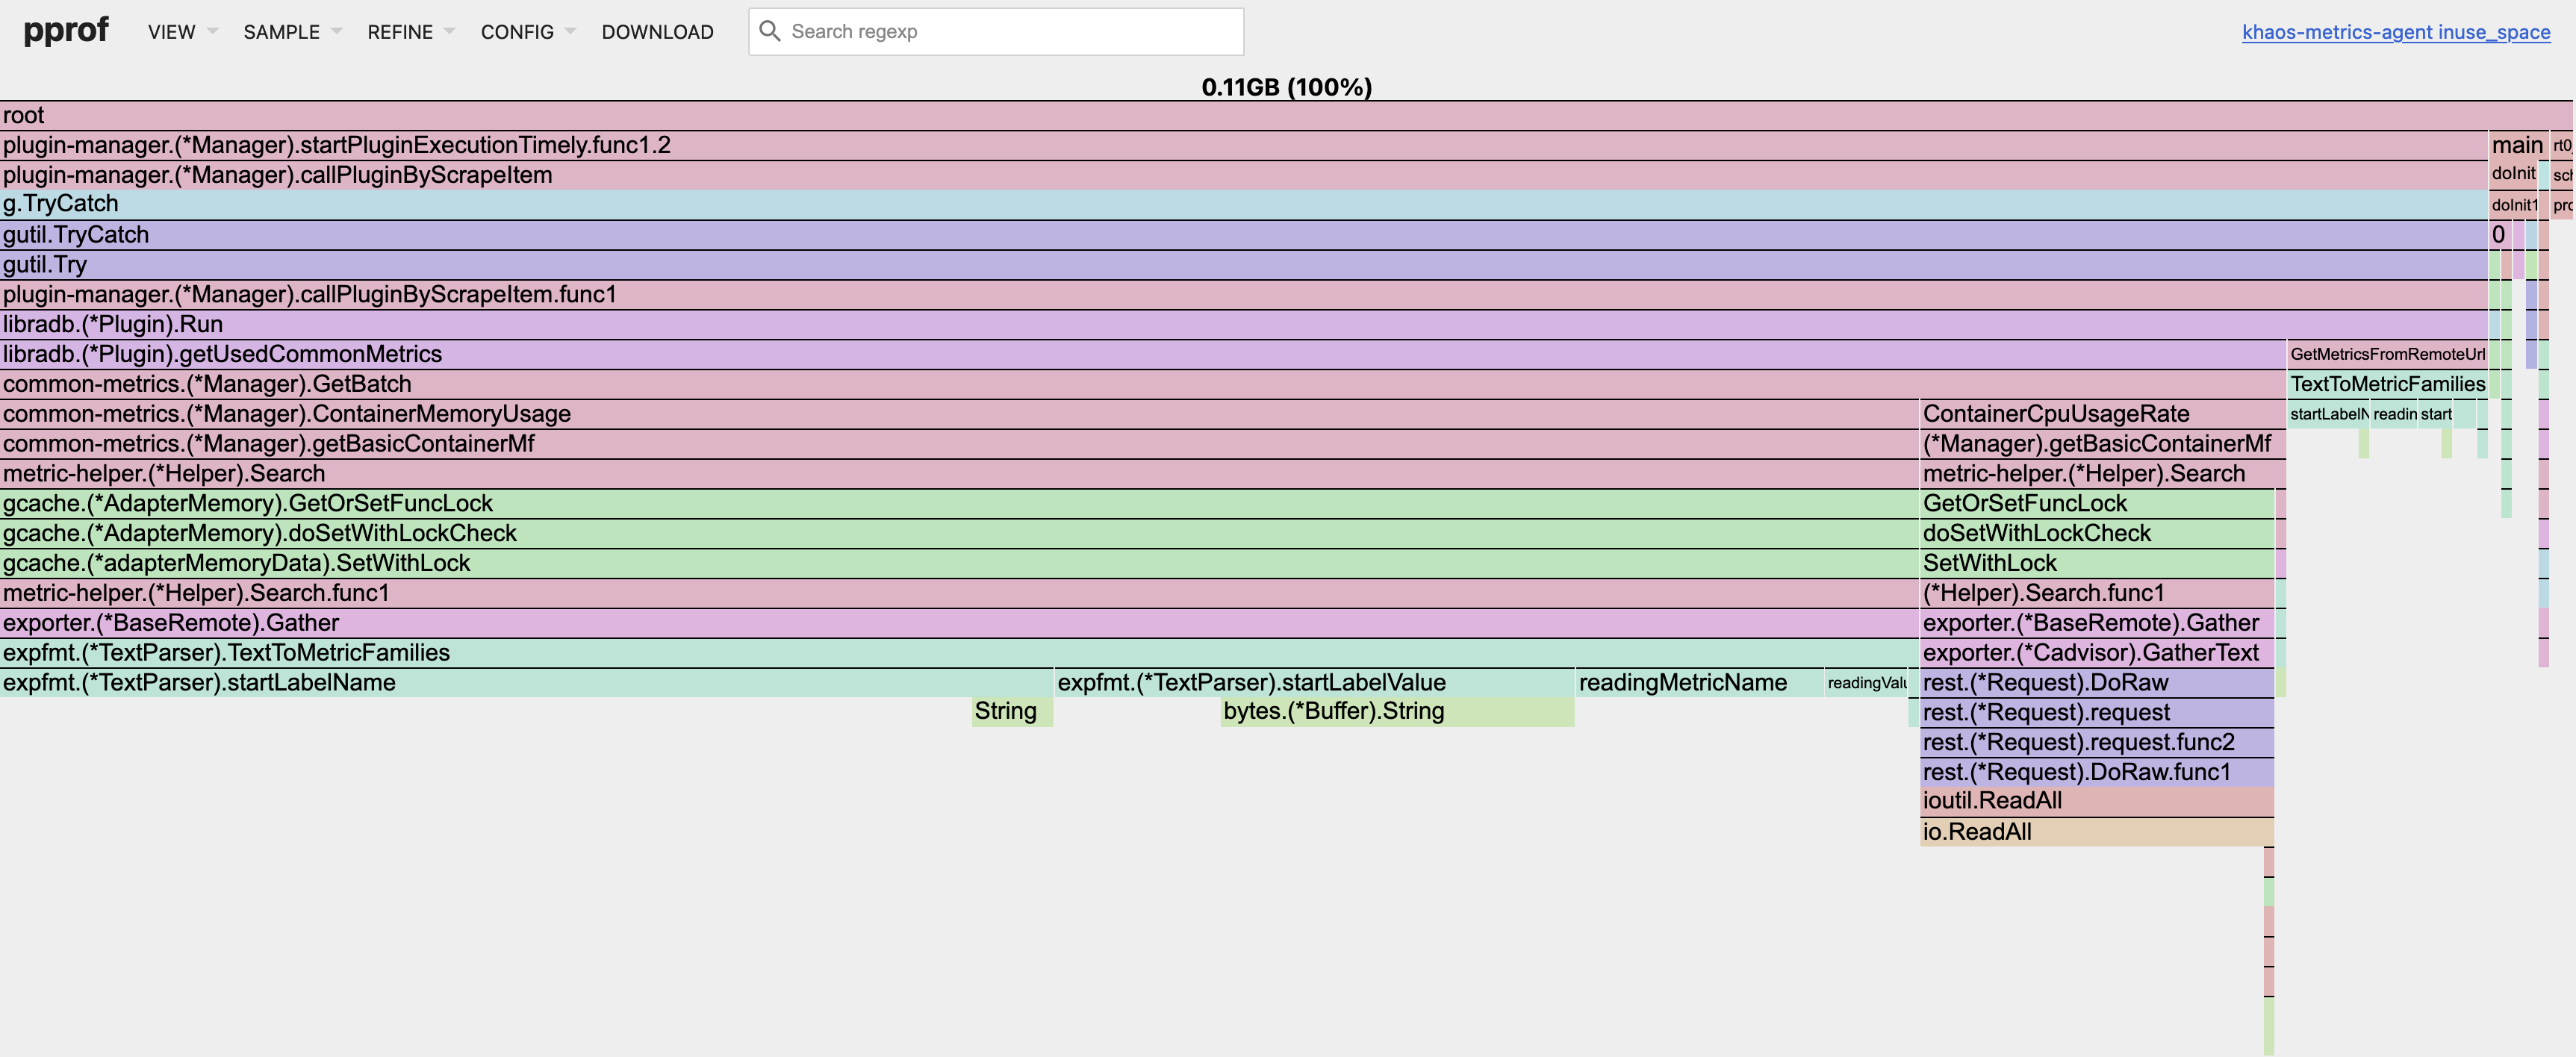 pprof VIEW SAMPLE REFINE CONFIG DOWNLOAD Search regexp khaos-metrics-agent inuse_space
0.11GB (100%)
root
plugin-manager.(*Manager).startPluginExecutionTimely.func1.2 main rt0_
plugin-manager.(*Manager).callPluginByScrapeItem doInit sch
g.TryCatch doInit1 pro
gutil.TryCatch 0
gutil.Try
plugin-manager.(*Manager).callPluginByScrapeItem.func1
libradb.(*Plugin).Run
libradb.(*Plugin).getUsedCommonMetrics GetMetricsFromRemoteUrl
common-metrics.(*Manager).GetBatch TextToMetricFamilies
common-metrics.(*Manager).ContainerMemoryUsage ContainerCpuUsageRate startLabelN readin start
common-metrics.(*Manager).getBasicContainerMf (*Manager).getBasicContainerMf
metric-helper.(*Helper).Search metric-helper.(*Helper).Search
gcache.(*AdapterMemory).GetOrSetFuncLock GetOrSetFuncLock
gcache.(*AdapterMemory).doSetWithLockCheck doSetWithLockCheck
gcache.(*adapterMemoryData).SetWithLock SetWithLock
metric-helper.(*Helper).Search.func1 (*Helper).Search.func1
exporter.(*BaseRemote).Gather exporter.(*BaseRemote).Gather
expfmt.(*TextParser).TextToMetricFamilies exporter.(*Cadvisor).GatherText
expfmt.(*TextParser).startLabelName expfmt.(*TextParser).startLabelValue readingMetricName readingValu rest.(*Request).DoRaw
String bytes.(*Buffer).String rest.(*Request).request
rest.(*Request).request.func2
rest.(*Request).DoRaw.func1
ioutil.ReadAll
io.ReadAll